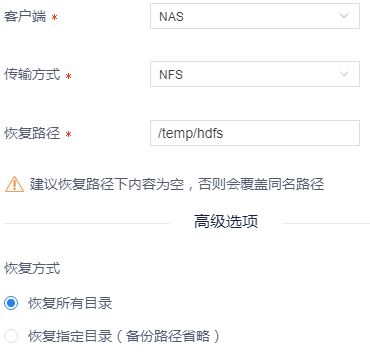 客户端 * NAS
传输方式 * NFS
恢复路径 * /temp/hdfs
建议恢复路径下内容为空，否则会覆盖同名路径
高级选项
恢复方式
恢复所有目录
恢复指定目录（备份路径省略）